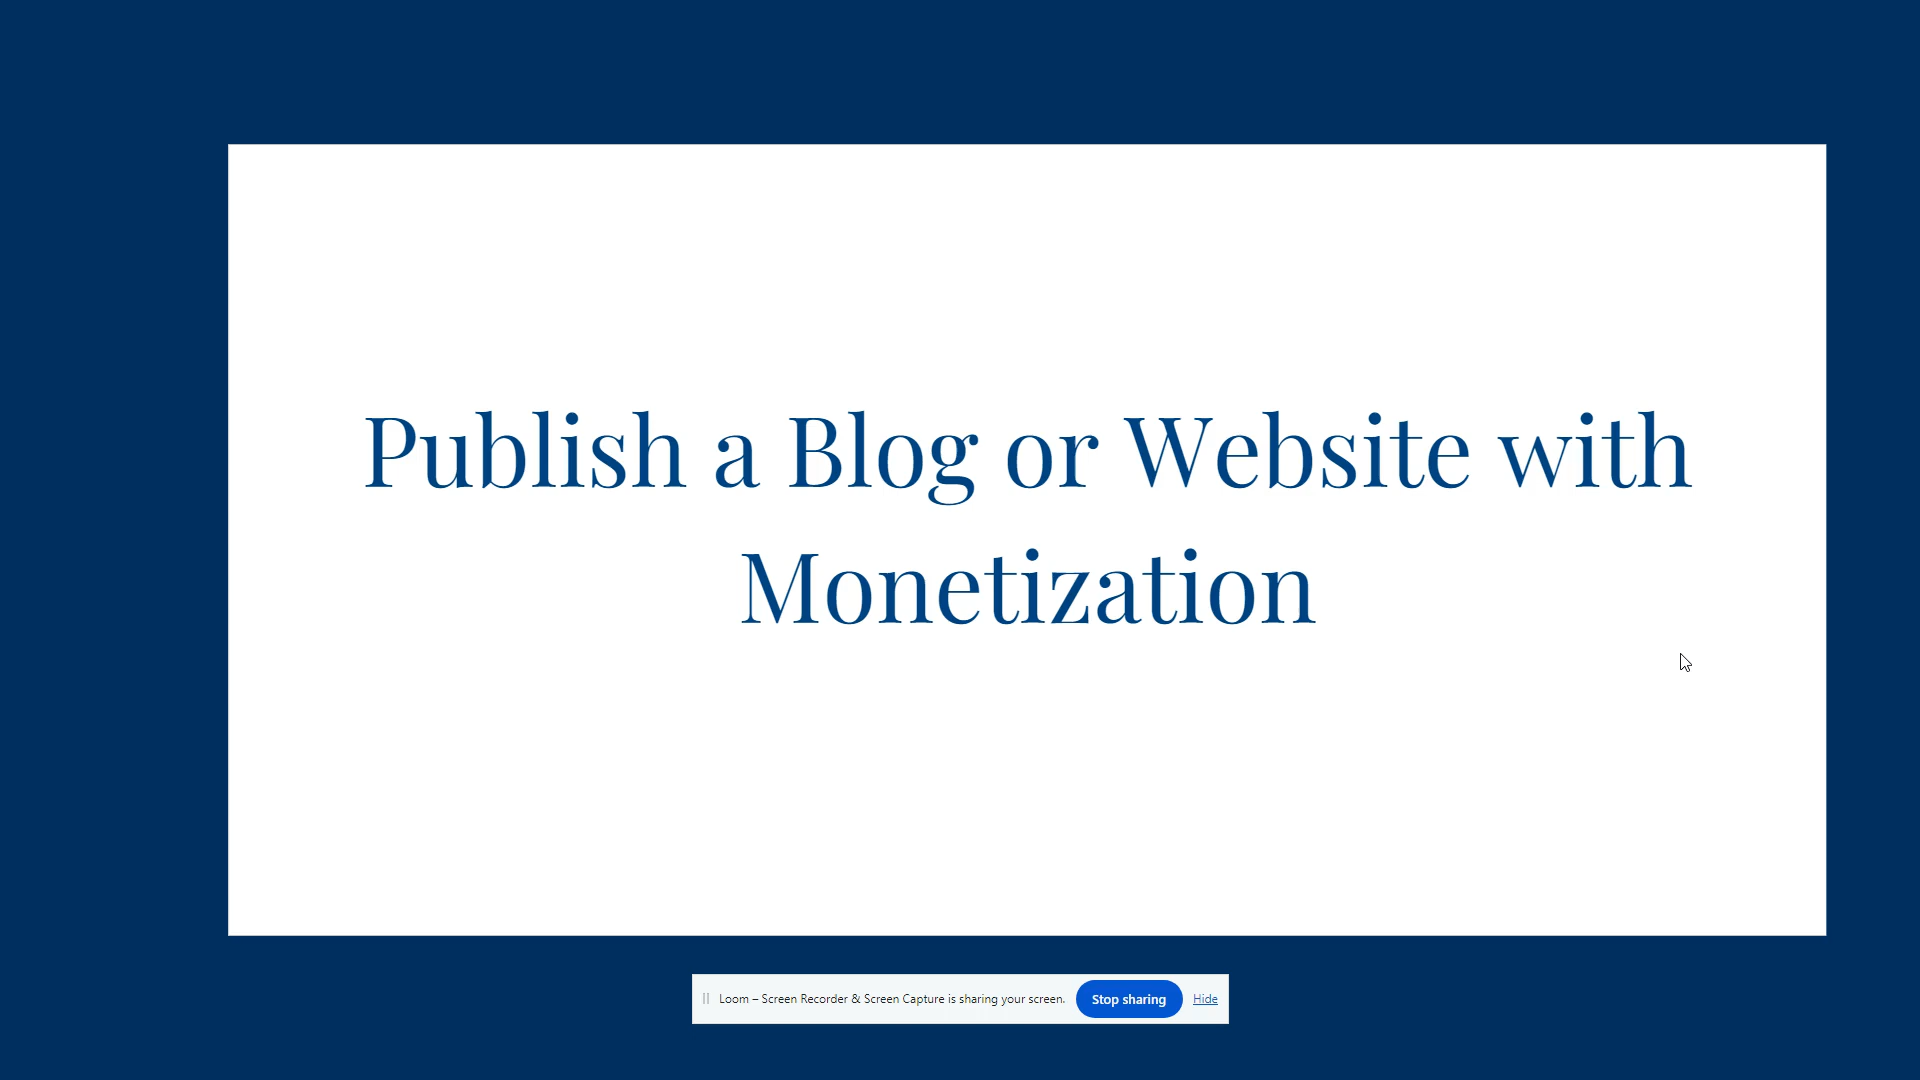 Publish a Blog or Website with
Monetization
Loom – Screen Recorder & Screen Capture is sharing your screen. Stop sharing Hide